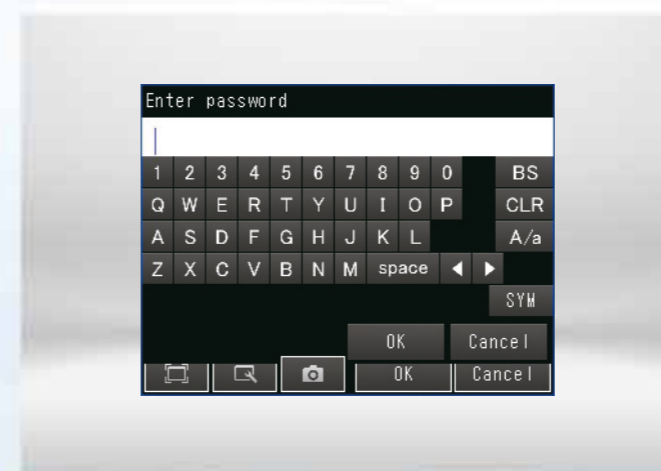 Enter password
1 2 3 4 5 6 7 8 9 0 BS
Q W E R T Y U I O P CLR
A S D F G H J K L A/a
Z X C V B N M space ◀ ▶
SYM
OK Cancel
OK Cancel